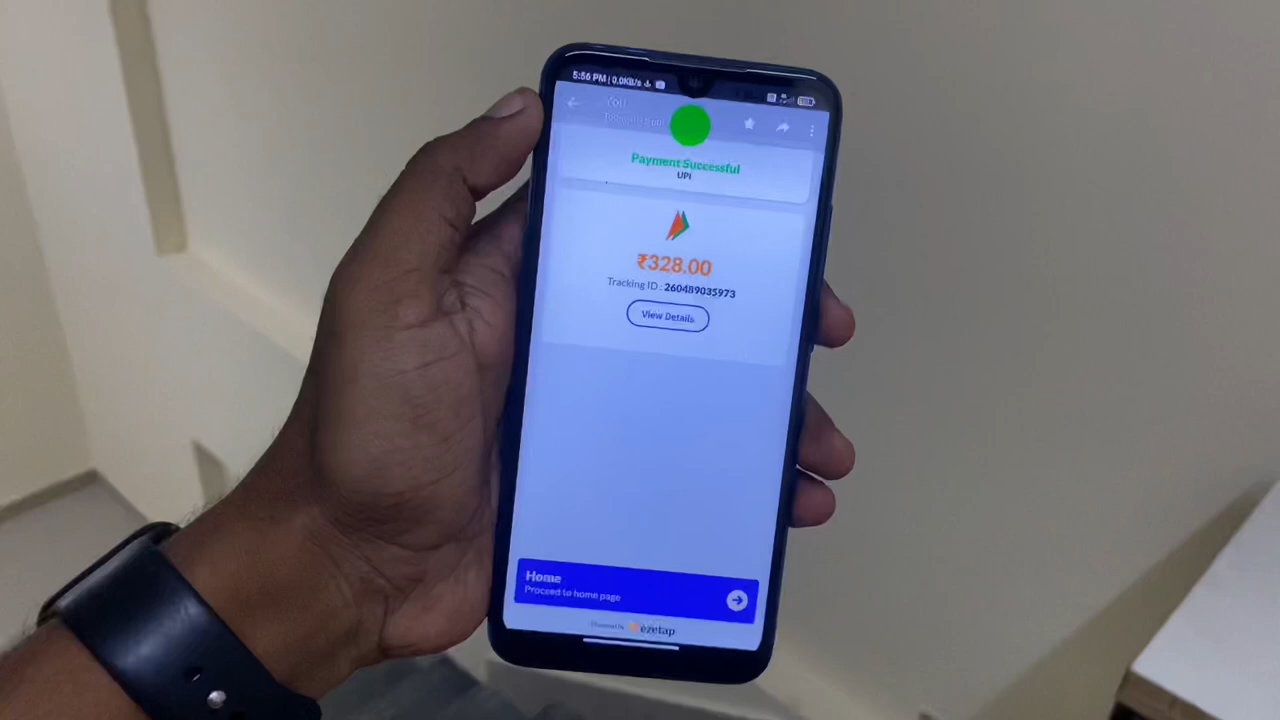 5:56 PM | 0.0KB/s
You
Payment Successful
UPI
₹328.00
Tracking ID : 260489035973
View Details
Home
Proceed to home page
ezetap